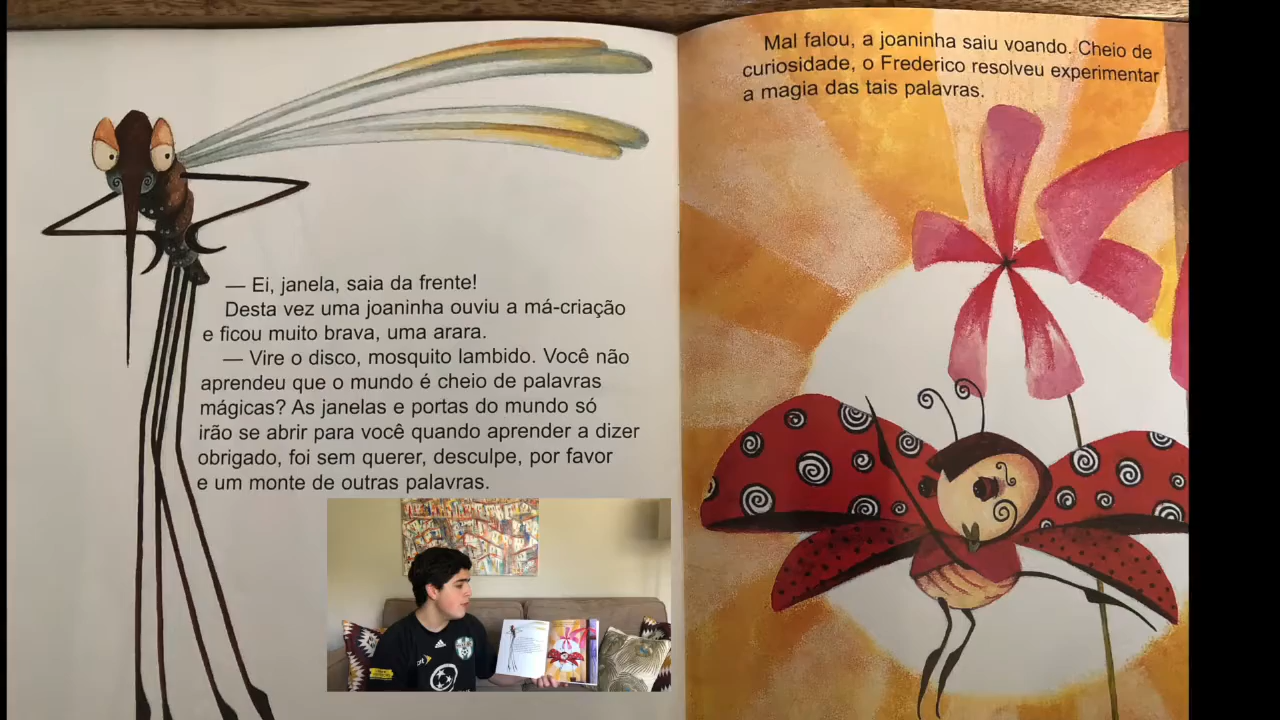 — Ei, janela, saia da frente!
Desta vez uma joaninha ouviu a má-criação
e ficou muito brava, uma arara.
— Vire o disco, mosquito lambido. Você não
aprendeu que o mundo é cheio de palavras
mágicas? As janelas e portas do mundo só
irão se abrir para você quando aprender a dizer
obrigado, foi sem querer, desculpe, por favor
e um monte de outras palavras.
Mal falou, a joaninha saiu voando. Cheio de
curiosidade, o Frederico resolveu experimentar
a magia das tais palavras.